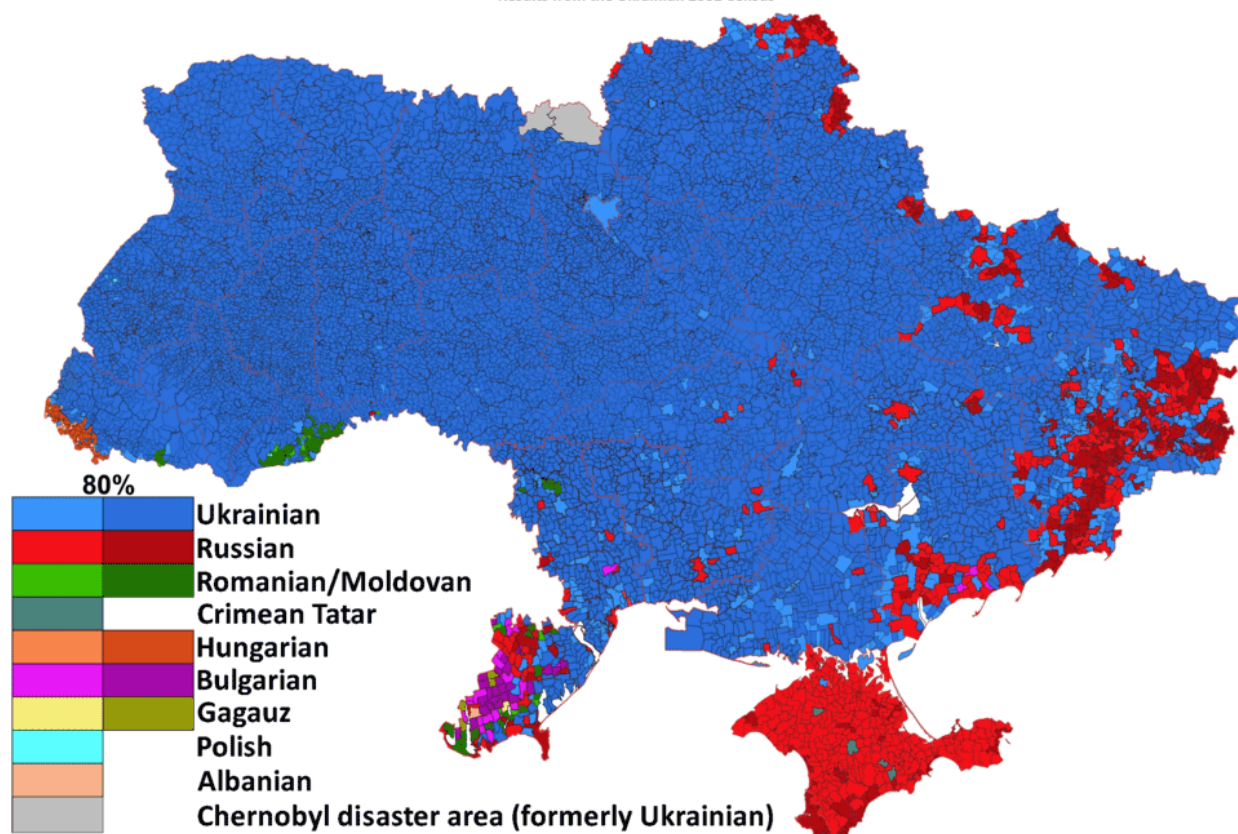 80%
Ukrainian
Russian
Romanian/Moldovan
Crimean Tatar
Hungarian
Bulgarian
Gagauz
Polish
Albanian
Chernobyl disaster area (formerly Ukrainian)